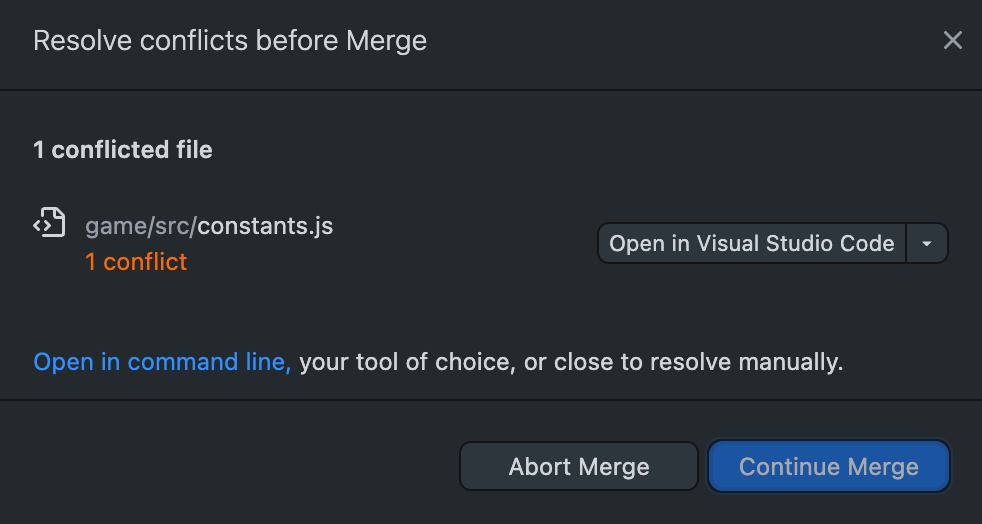 Resolve conflicts before Merge
1 conflicted file
game/src/constants.js
Open in Visual Studio Code
1 conflict
Open in command line, your tool of choice, or close to resolve manually.
Abort Merge
Continue Merge